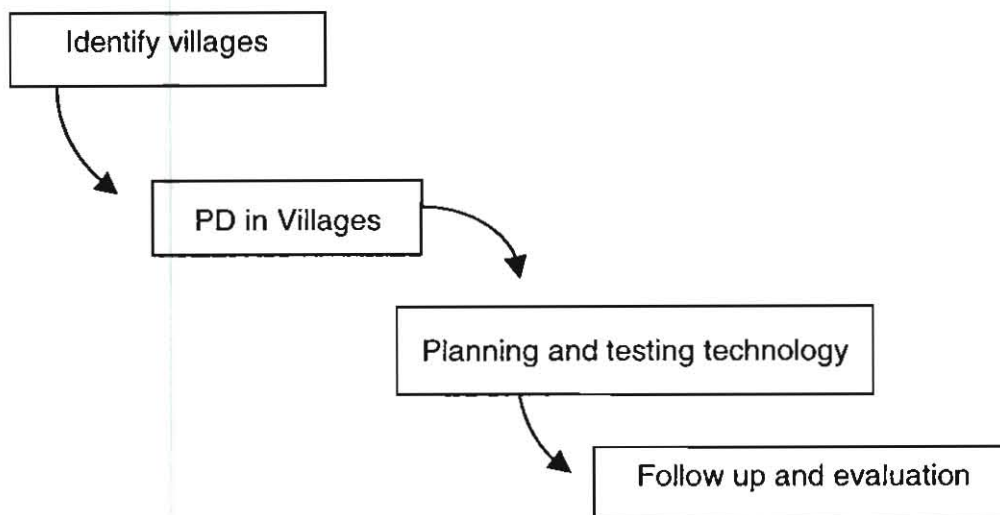 Identify villages
PD in Villages
Planning and testing technology
Follow up and evaluation